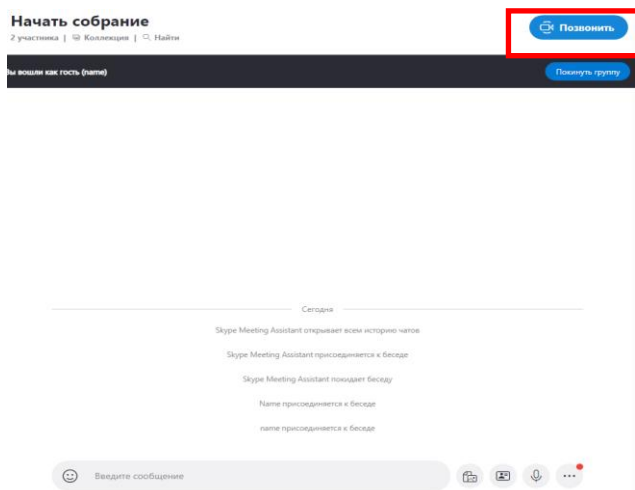 Начать собрание
Позвонить
2 участника | Коллекция | Найти
Вы вошли как гость (name)
Покинуть группу
Сегодня
Skype Meeting Assistant открывает всем историю чатов
Skype Meeting Assistant присоединяется к беседе
Skype Meeting Assistant покидает беседу
Name присоединяется к беседе
name присоединяется к беседе
Введите сообщение